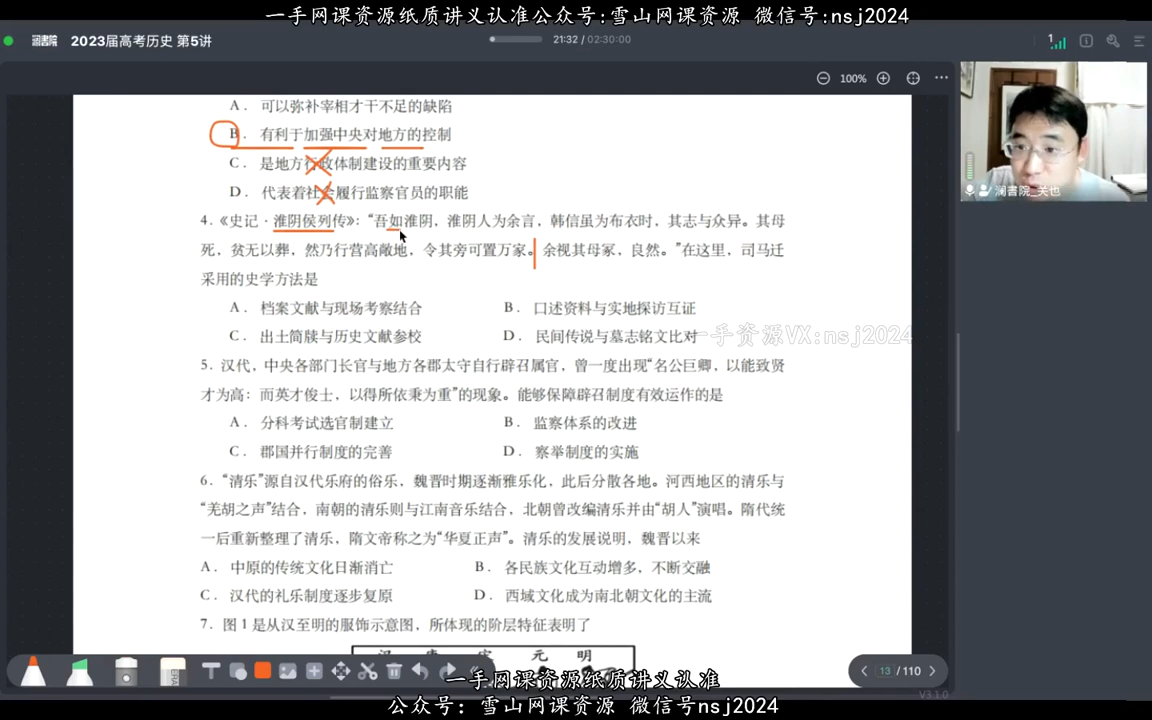 一手网课资源纸质讲义认准公众号:雪山网课资源 微信号:nsj2024
澜書院 2023届高考历史 第5讲
21:32 / 02:30:00
1
100%
A. 可以弥补宰相才干不足的缺陷
B. 有利于加强中央对地方的控制
C. 是地方行政体制建设的重要内容
D. 代表着社会履行监察官员的职能
4.《史记·淮阴侯列传》：“吾如淮阴，淮阴人为余言，韩信虽为布衣时，其志与众异。其母
死，贫无以葬，然乃行营高敞地，令其旁可置万家。余视其母冢，良然。”在这里，司马迁
采用的史学方法是
A. 档案文献与现场考察结合 B. 口述资料与实地探访互证
C. 出土简牍与历史文献参校 D. 民间传说与墓志铭文比对
一手资源VX:nsj2024
5. 汉代，中央各部门长官与地方各郡太守自行辟召属官，曾一度出现“名公巨卿，以能致贤
才为高；而英才俊士，以得所依秉为重”的现象。能够保障辟召制度有效运作的是
A. 分科考试选官制建立 B. 监察体系的改进
C. 郡国并行制度的完善 D. 察举制度的实施
6. “清乐”源自汉代乐府的俗乐，魏晋时期逐渐雅乐化，此后分散各地。河西地区的清乐与
“羌胡之声”结合，南朝的清乐则与江南音乐结合，北朝曾改编清乐并由“胡人”演唱。隋代统
一后重新整理了清乐，隋文帝称之为“华夏正声”。清乐的发展说明，魏晋以来
A. 中原的传统文化日渐消亡 B. 各民族文化互动增多，不断交融
C. 汉代的礼乐制度逐步复原 D. 西域文化成为南北朝文化的主流
7. 图1是从汉至明的服饰示意图，所体现的阶层特征表明了
元 明
澜書院_关也
13 / 110
V3.1.0
一手网课资源纸质讲义认准
公众号：雪山网课资源 微信号nsj2024